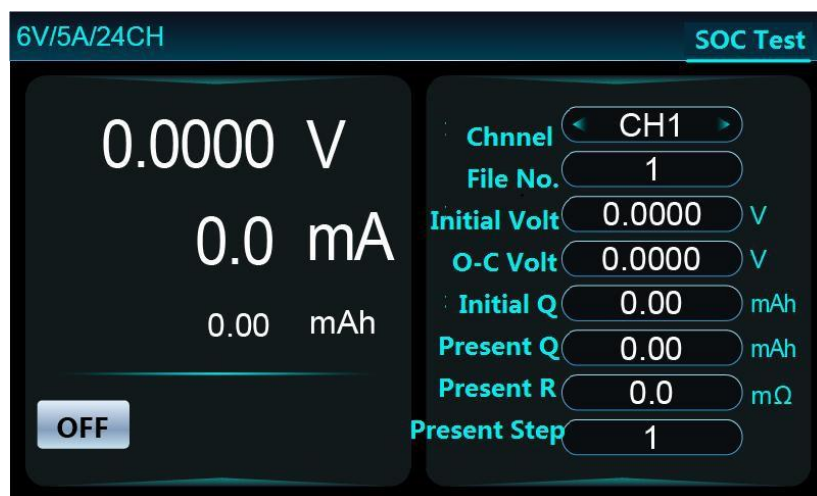 6V/5A/24CH
SOC Test
0.0000 V
0.0 mA
0.00 mAh
OFF
Chnnel CH1
File No. 1
Initial Volt 0.0000 V
O-C Volt 0.0000 V
Initial Q 0.00 mAh
Present Q 0.00 mAh
Present R 0.0 mΩ
Present Step 1